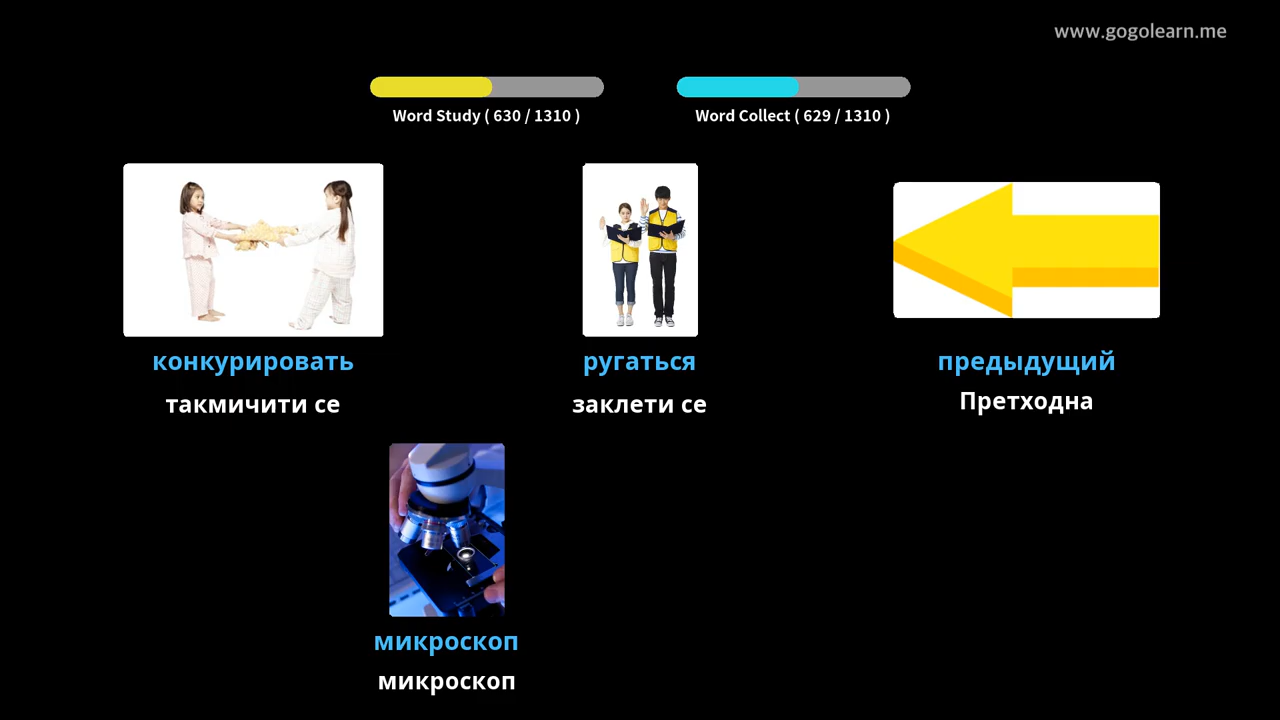 www.gogolearn.me
Word Study ( 630 / 1310 )
Word Collect ( 629 / 1310 )
конкурировать
такмичити се
ругаться
заклети се
предыдущий
Претходна
микроскоп
микроскоп